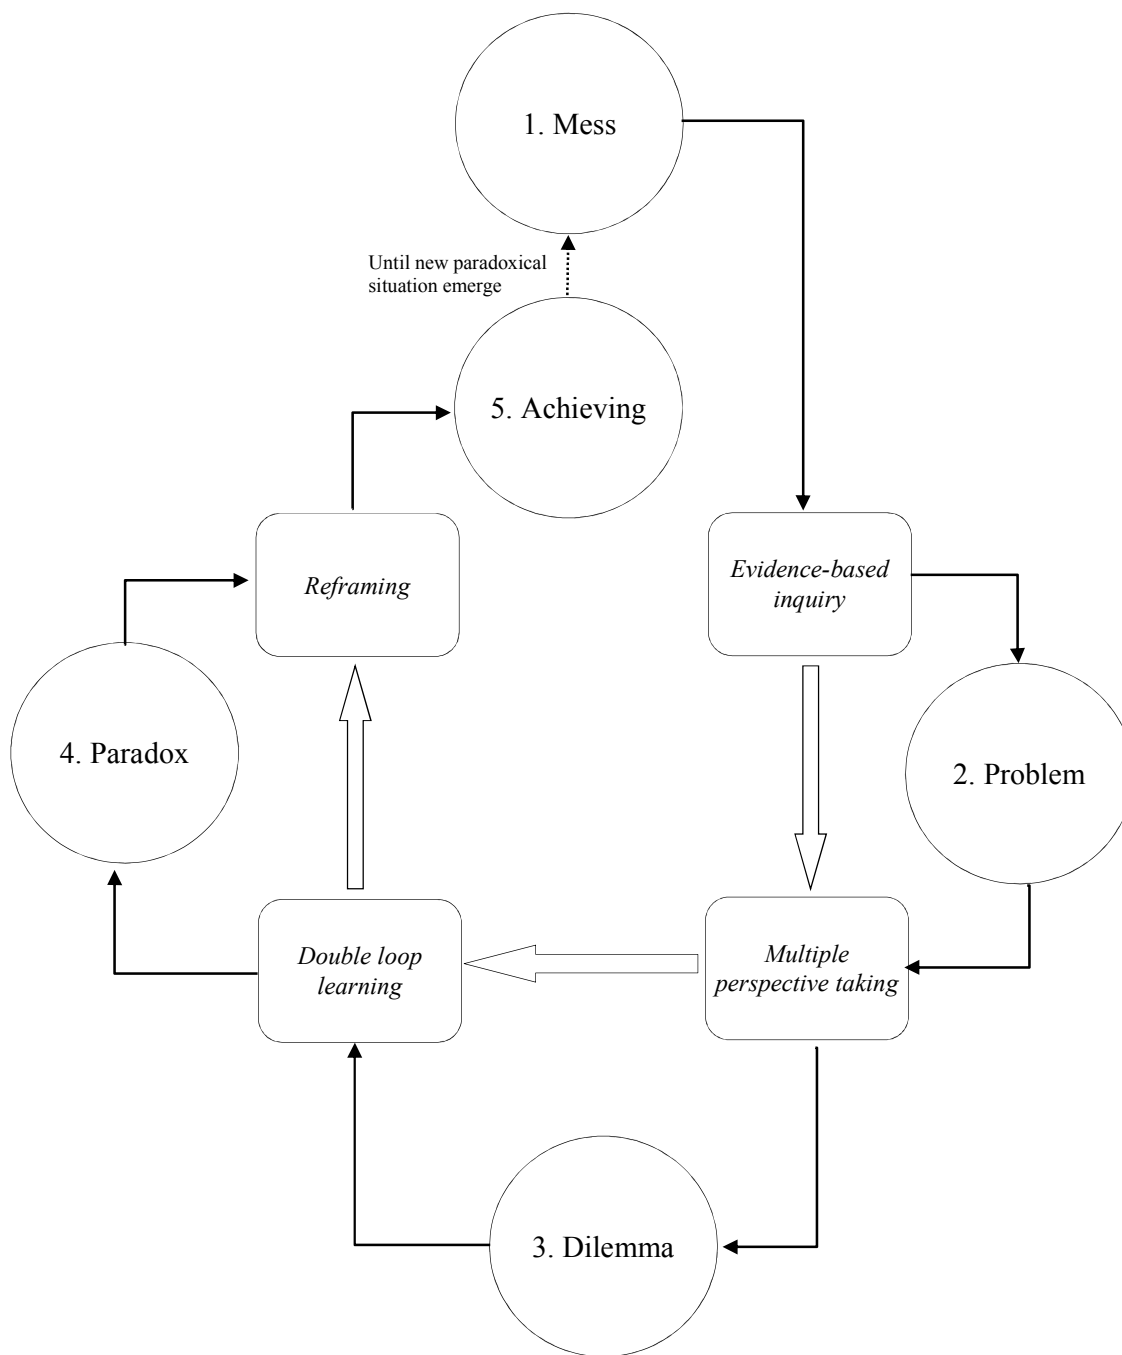 1. Mess
Until new paradoxical
situation emerge
5. Achieving
Evidence-based
inquiry
Reframing
2. Problem
4. Paradox
Multiple
perspective taking
Double loop
learning
3. Dilemma